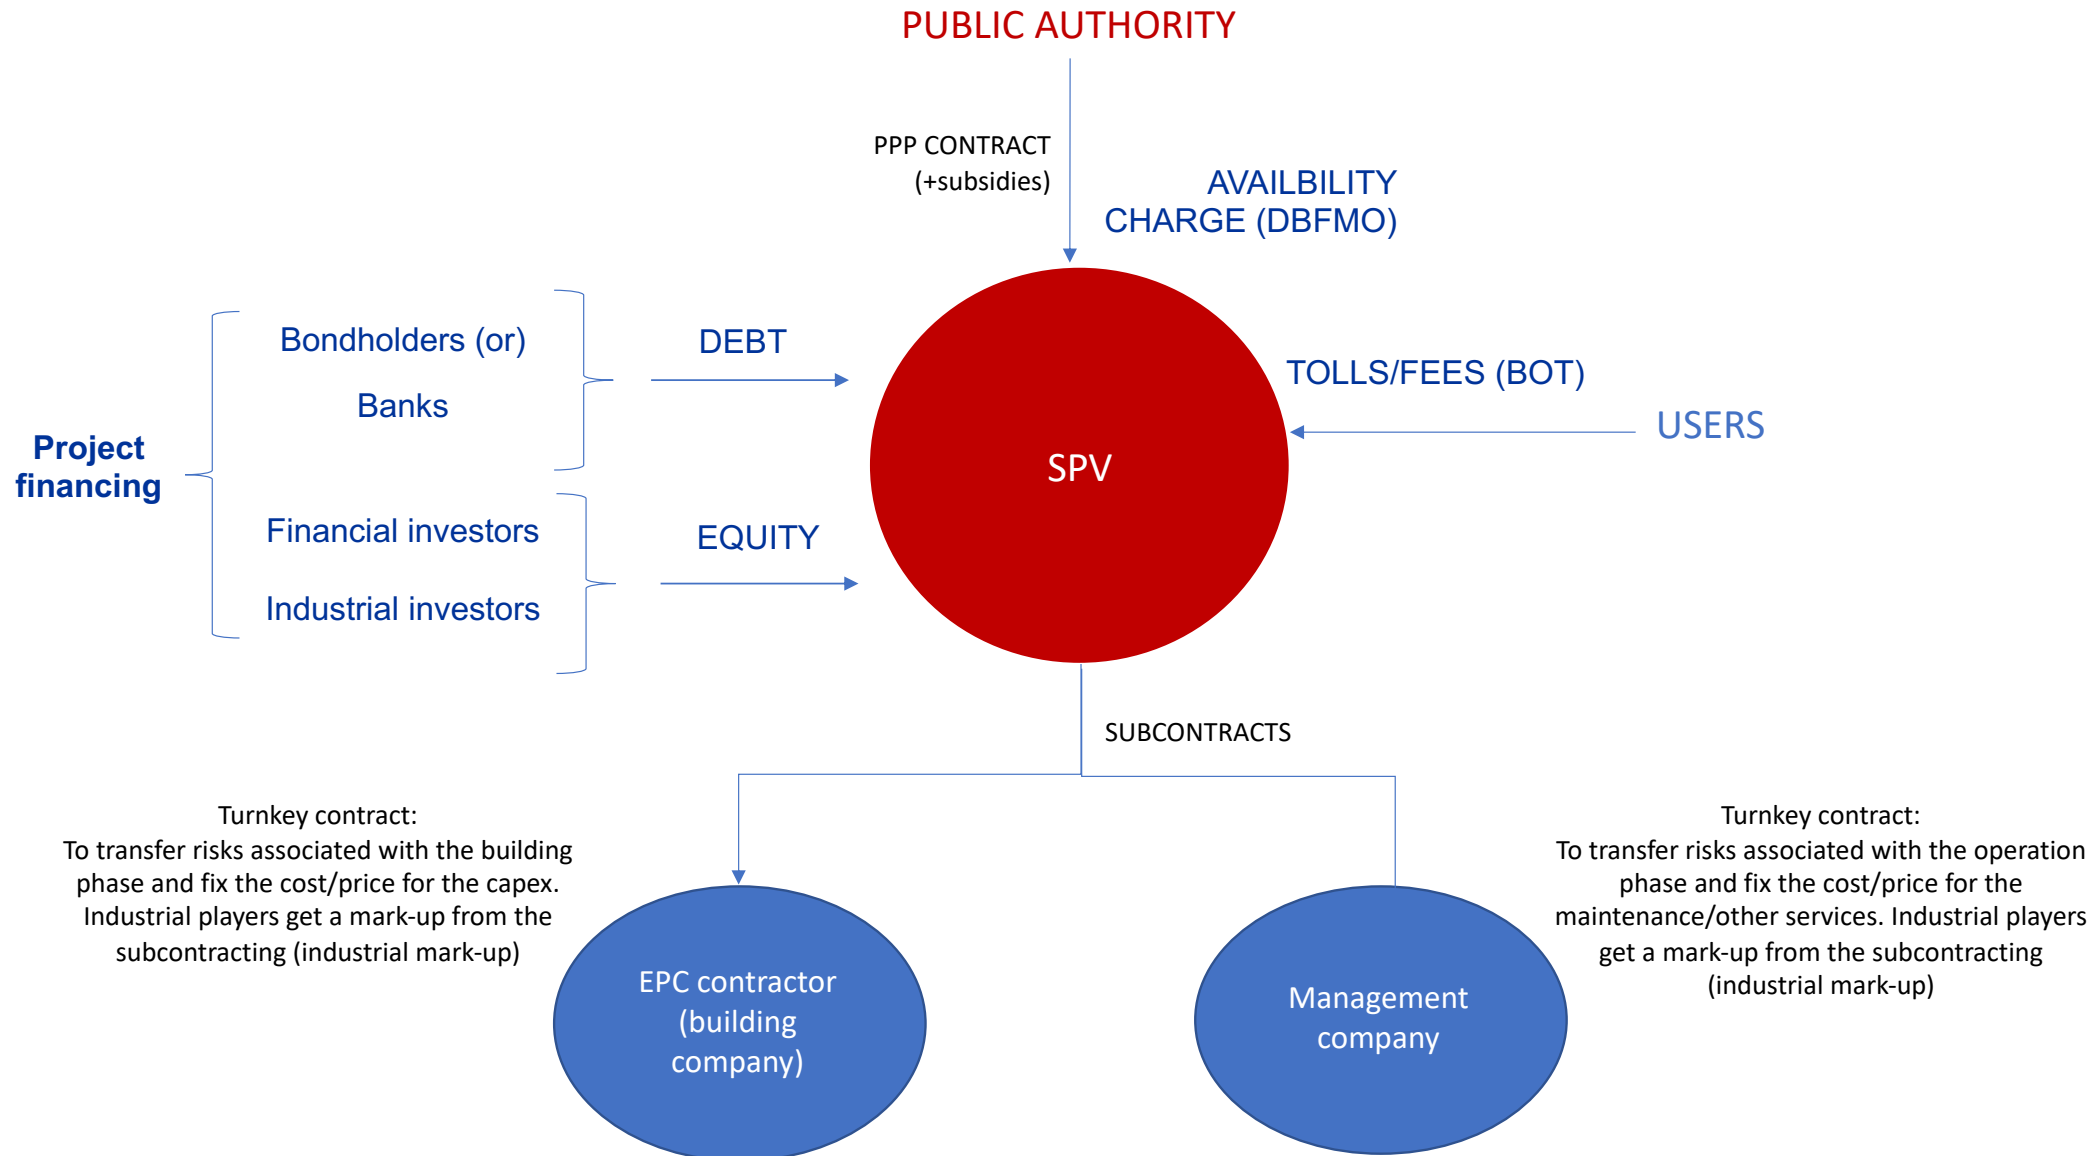 PUBLIC AUTHORITY
PPP CONTRACT
(+subsidies)
AVAILBILITY
CHARGE (DBFMO)
Bondholders (or)
Banks
DEBT
TOLLS/FEES (BOT)
USERS
Project
financing
SPV
Financial investors
Industrial investors
EQUITY
SUBCONTRACTS
Turnkey contract:
To transfer risks associated with the building
phase and fix the cost/price for the capex.
Industrial players get a mark-up from the
subcontracting (industrial mark-up)
Turnkey contract:
To transfer risks associated with the operation
phase and fix the cost/price for the
maintenance/other services. Industrial players
get a mark-up from the subcontracting
(industrial mark-up)
EPC contractor
(building
company)
Management
company